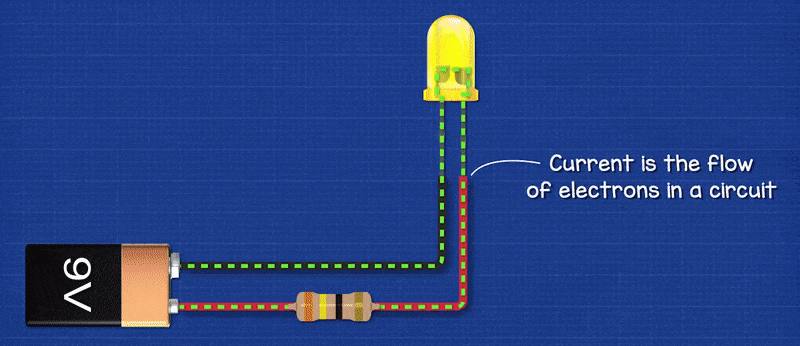 Current is the flow
of electrons in a circuit
9V